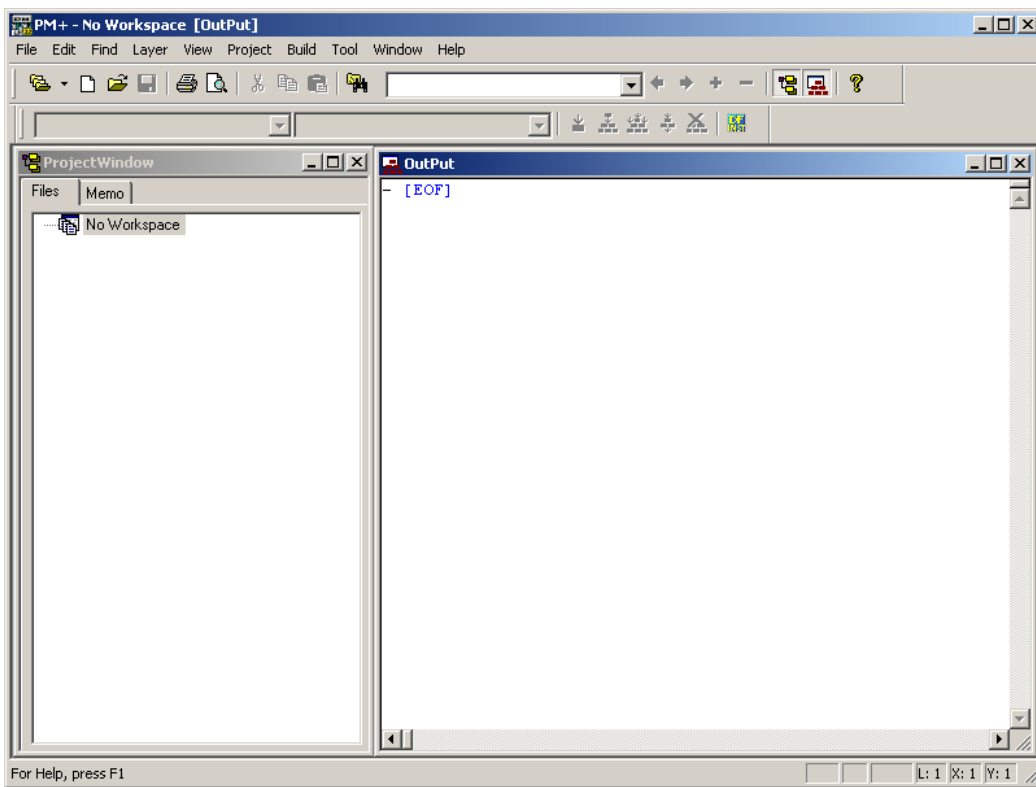 PM+ - No Workspace [OutPut]
File Edit Find Layer View Project Build Tool Window Help
ProjectWindow
Files Memo
No Workspace
OutPut
[EOF]
For Help, press F1
L: 1 X: 1 Y: 1